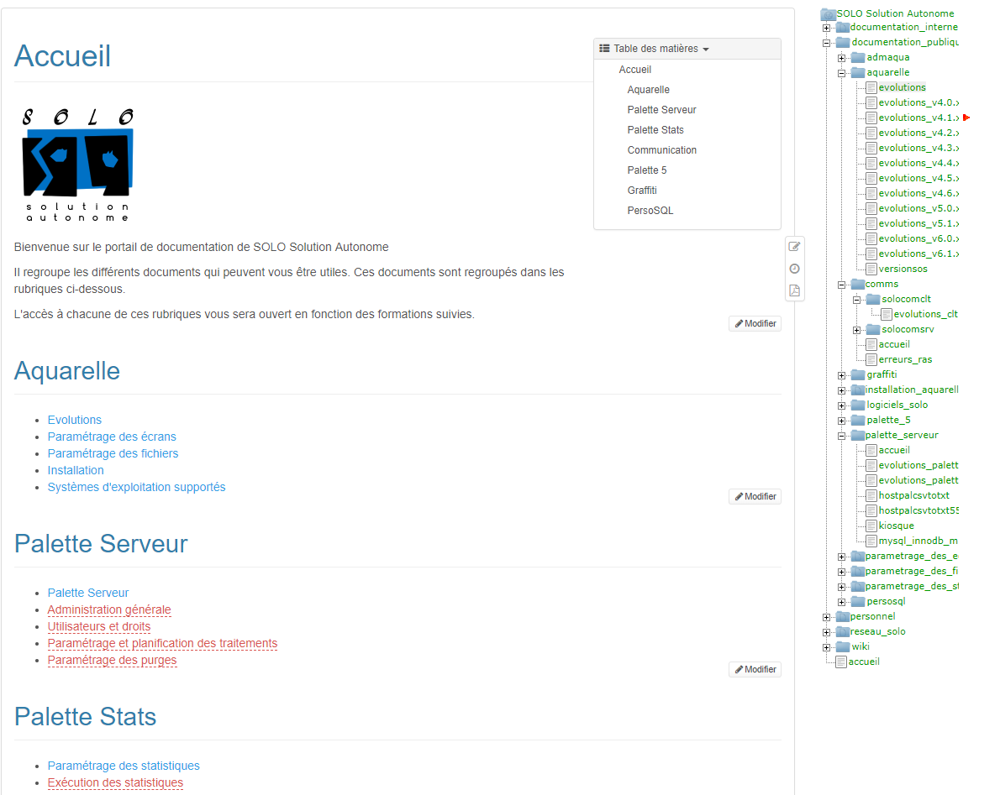 Accueil
Table des matières
Accueil
Aquarelle
Palette Serveur
Palette Stats
Communication
Palette 5
Graffiti
PersoSQL
S O L O
solution
autonome
Bienvenue sur le portail de documentation de SOLO Solution Autonome
Il regroupe les différents documents qui peuvent vous être utiles. Ces documents sont regroupés dans les
rubriques ci-dessous.
L'accès à chacune de ces rubriques vous sera ouvert en fonction des formations suivies.
Modifier
Aquarelle
Evolutions
Paramétrage des écrans
Paramétrage des fichiers
Installation
Systèmes d'exploitation supportés
Modifier
Palette Serveur
Palette Serveur
Administration générale
Utilisateurs et droits
Paramétrage et planification des traitements
Paramétrage des purges
Modifier
Palette Stats
Paramétrage des statistiques
Exécution des statistiques
SOLO Solution Autonome
documentation_interne
documentation_publiqu
admaqua
aquarelle
evolutions
evolutions_v4.0.x
evolutions_v4.1.x
evolutions_v4.2.x
evolutions_v4.3.x
evolutions_v4.4.x
evolutions_v4.5.x
evolutions_v4.6.x
evolutions_v5.0.x
evolutions_v5.1.x
evolutions_v6.0.x
evolutions_v6.1.x
versionsos
comms
solocomclt
evolutions_clt
solocomsrv
accueil
erreurs_ras
graffiti
installation_aquarell
logiciels_solo
palette_5
palette_serveur
accueil
evolutions_palett
evolutions_palett
hostpalcsvtotxt
hostpalcsvtotxt55
kiosque
mysql_innodb_m
parametrage_des_e
parametrage_des_fi
parametrage_des_st
persosql
personnel
reseau_solo
wiki
accueil